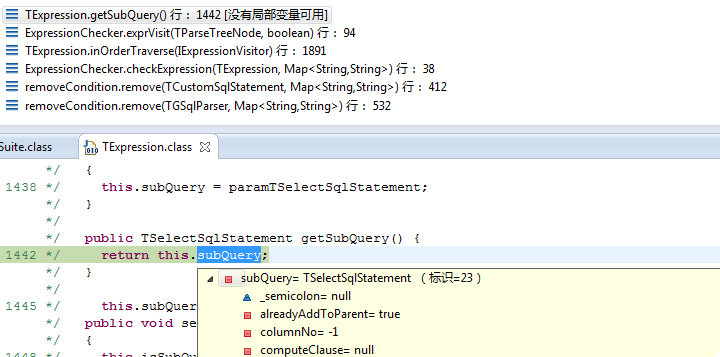 TExpression.getSubQuery() 行： 1442 [没有局部变量可用]
ExpressionChecker.exprVisit(TParseTreeNode, boolean) 行： 94
TExpression.inOrderTraverse(IExpressionVisitor) 行： 1891
ExpressionChecker.checkExpression(TExpression, Map<String,String>) 行： 38
removeCondition.remove(TCustomSqlStatement, Map<String,String>) 行： 412
removeCondition.remove(TGSqlParser, Map<String,String>) 行： 532
Suite.class TExpression.class
*/ {
1438 */ this.subQuery = paramTSelectSqlStatement;
*/ }
*/
*/ public TSelectSqlStatement getSubQuery() {
1442 */ return this.subQuery;
*/ }
subQuery= TSelectSqlStatement （标识=23）
*/
_semicolon= null
1445 */ this.subQuer
alreadyAddToParent= true
*/ public void se
columnNo= -1
*/ {
computeClause= null
1448 */